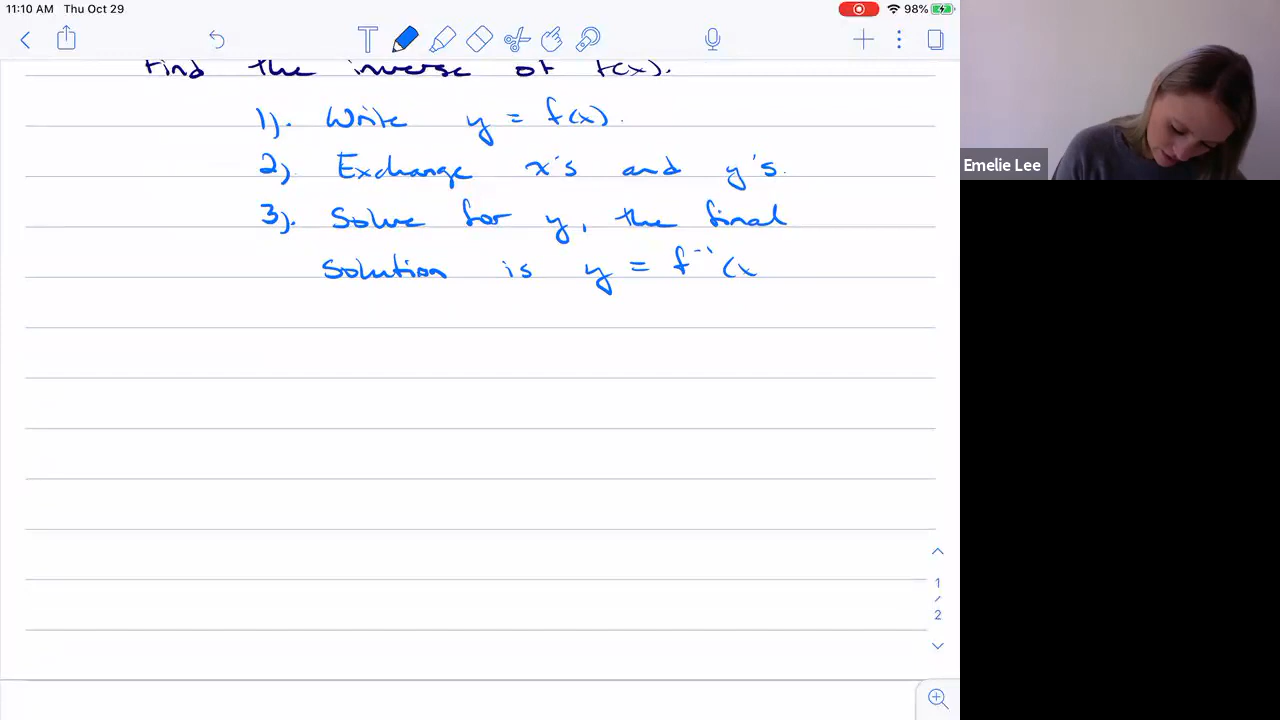 11:10 AM Thu Oct 29
98%
T
Find the inverse of f(x).
1). Write y = f(x).
2). Exchange x's and y's.
3). Solve for y, the final
solution is y = f⁻¹(x
Emelie Lee
1
/
2